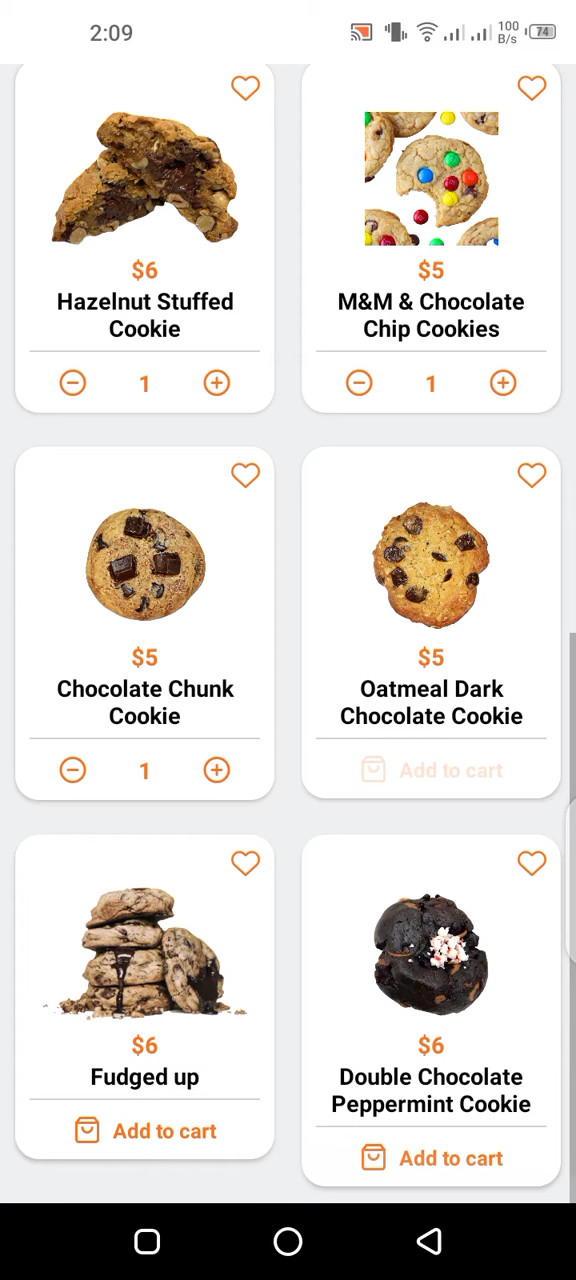 2:09
100
B/s
74
$6
Hazelnut Stuffed
Cookie
1
$5
M&M & Chocolate
Chip Cookies
1
$5
Chocolate Chunk
Cookie
1
$5
Oatmeal Dark
Chocolate Cookie
Add to cart
$6
Fudged up
Add to cart
$6
Double Chocolate
Peppermint Cookie
Add to cart